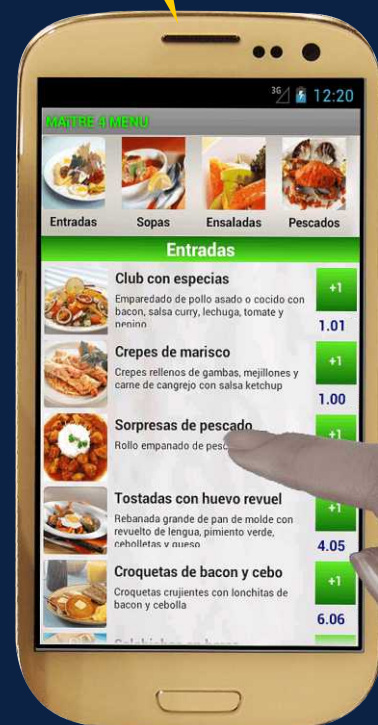 3G 12:20
MAITRE 4 MENU
Entradas Sopas Ensaladas Pescados
Entradas
Club con especias
Emparedado de pollo asado o cocido con
bacon, salsa curry, lechuga, tomate y
pepino
+1
1.01
Crepes de marisco
Crepes rellenos de gambas, mejillones y
carne de cangrejo con salsa ketchup
+1
1.00
Sorpresas de pescado
Rollo empanado de
+1
Tostadas con huevo revuel
Rebanada grande de pan de molde con
revuelto de lengua, pimiento verde,
cebolletas y queso
+1
4.05
Croquetas de bacon y cebo
Croquetas crujientes con lonchitas de
bacon y cebolla
+1
6.06